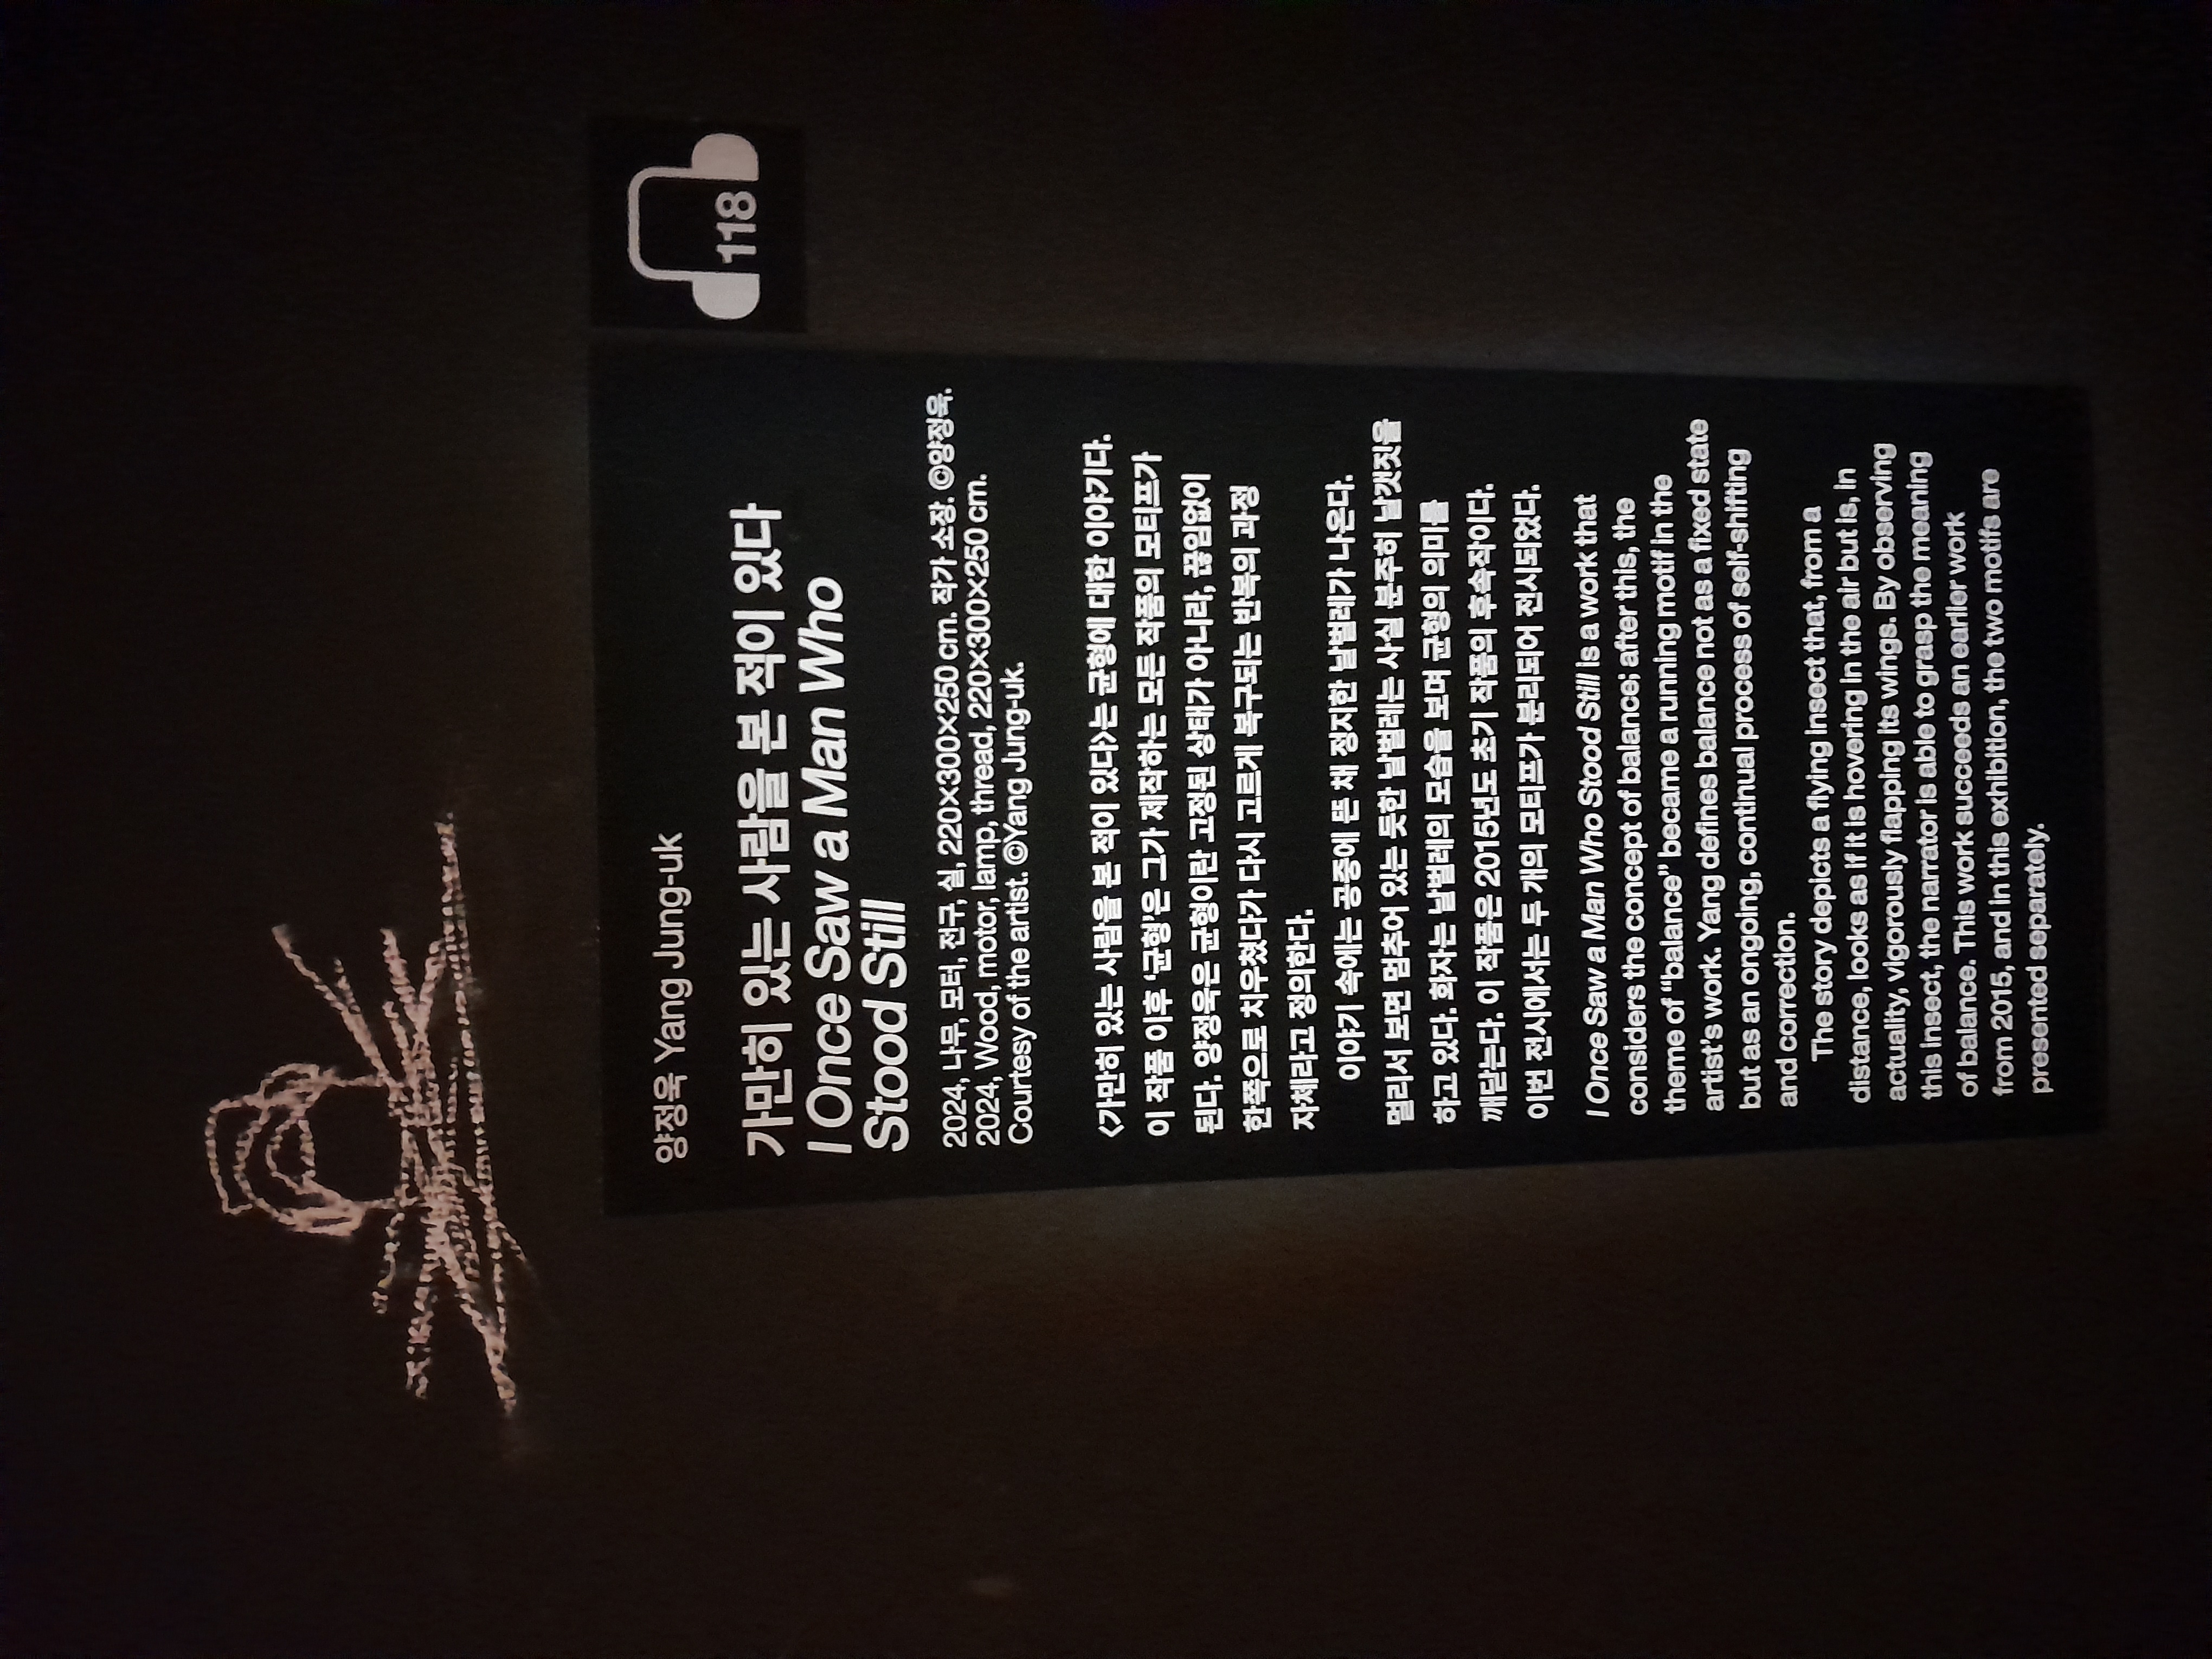 양정욱 Yang Jung-uk
118
가만히 있는 사람을 본 적이 있다
I Once Saw a Man Who
Stood Still
2024, 나무, 모터, 전구, 실, 220×300×250 cm. 작가 소장. ©양정욱.
2024, Wood, motor, lamp, thread, 220×300×250 cm.
Courtesy of the artist. ©Yang Jung-uk.
〈가만히 있는 사람을 본 적이 있다〉는 균형에 대한 이야기다.
이 작품 이후 ‘균형’은 그가 제작하는 모든 작품의 모티프가
된다. 양정욱은 균형이란 고정된 상태가 아니라, 끊임없이
한쪽으로 치우쳤다가 다시 고르게 복구되는 반복의 과정
자체라고 정의한다.
이야기 속에는 공중에 뜬 채 정지한 날벌레가 나온다.
멀리서 보면 멈추어 있는 듯한 날벌레는 사실 분주히 날갯짓을
하고 있다. 화자는 날벌레의 모습을 보며 균형의 의미를
깨닫는다. 이 작품은 2015년도 초기 작품의 후속작이다.
이번 전시에서는 두 개의 모티프가 분리되어 전시되었다.
I Once Saw a Man Who Stood Still is a work that
considers the concept of balance; after this, the
theme of “balance” became a running motif in the
artist’s work. Yang defines balance not as a fixed state
but as an ongoing, continual process of self-shifting
and correction.
The story depicts a flying insect that, from a
distance, looks as if it is hovering in the air but is, in
actuality, vigorously flapping its wings. By observing
this insect, the narrator is able to grasp the meaning
of balance. This work succeeds an earlier work
from 2015, and in this exhibition, the two motifs are
presented separately.